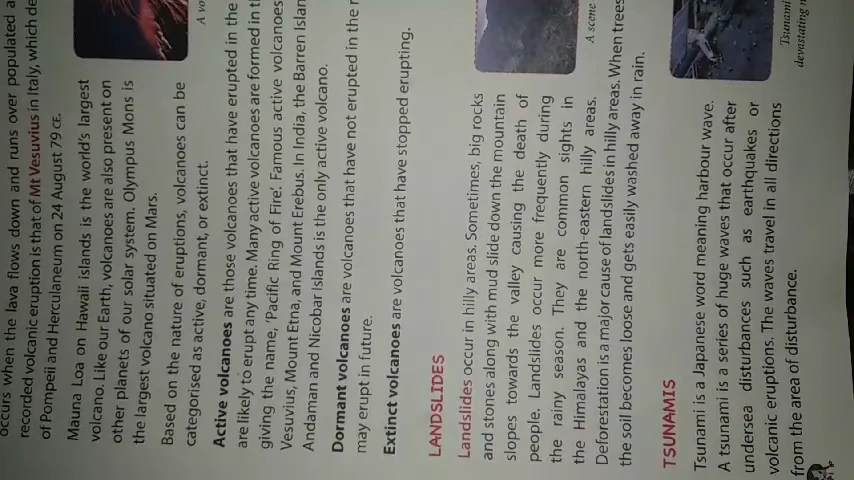 occurs when the lava flows down and runs over populated
recorded volcanic eruption is that of Mt Vesuvius in Italy, which
of Pompeii and Herculaneum on 24 August 79 CE.
Mauna Loa on Hawaii islands is the world's largest
volcano. Like our Earth, volcanoes are also present on
other planets of our solar system. Olympus Mons is
the largest volcano situated on Mars.
Based on the nature of eruptions, volcanoes can be
categorised as active, dormant, or extinct.
A
Active volcanoes are those volcanoes that have erupted in the
are likely to erupt any time. Many active volcanoes are formed in
giving the name, 'Pacific Ring of Fire'. Famous active volcanoes
Vesuvius, Mount Etna, and Mount Erebus. In India, the Barren
Andaman and Nicobar Islands is the only active volcano.
Dormant volcanoes are volcanoes that have not erupted in the
may erupt in future.
Extinct volcanoes are volcanoes that have stopped erupting.
LANDSLIDES
Landslides occur in hilly areas. Sometimes, big rocks
and stones along with mud slide down the mountain
slopes towards the valley causing the death of
people. Landslides occur more frequently during
the rainy season. They are common sights in
the Himalayas and the north-eastern hilly areas.
A scene
Deforestation is a major cause of landslides in hilly areas. When trees
the soil becomes loose and gets easily washed away in rain.
TSUNAMIS
Tsunami is a Japanese word meaning harbour wave.
A tsunami is a series of huge waves that occur after
undersea disturbances such as earthquakes or
volcanic eruptions. The waves travel in all directions
from the area of disturbance.
Tsunami
devastating